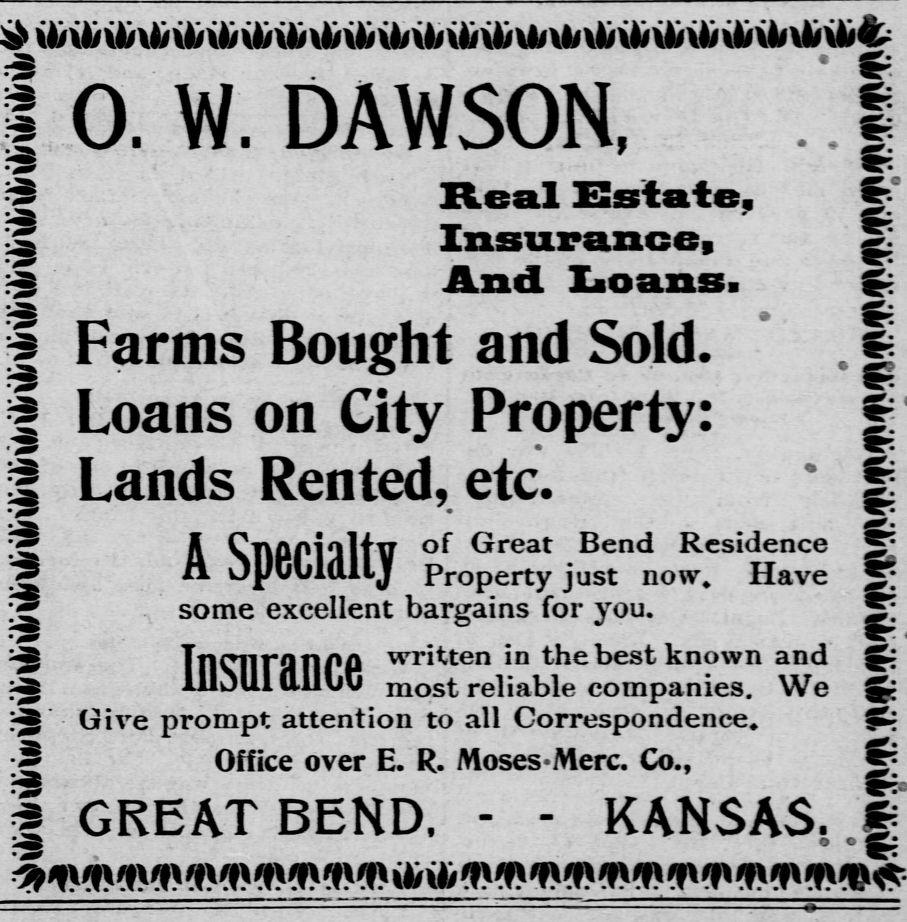 O. W. DAWSON,
Real Estate,
Insurance,
And Loans.
Farms Bought and Sold.
Loans on City Property:
Lands Rented, etc.
A Specialty of Great Bend Residence
Property just now. Have
some excellent bargains for you.
Insurance written in the best known and
most reliable companies. We
Give prompt attention to all Correspondence.
Office over E. R. Moses Merc. Co.,
GREAT BEND, - - KANSAS.